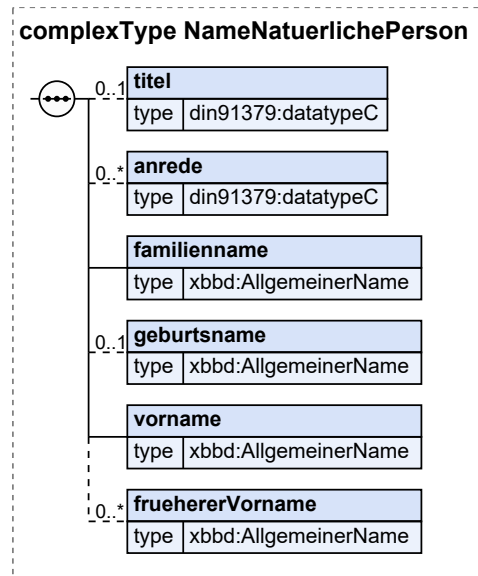 complexType NameNatuerlichePerson
0..1 titel
type din91379:datatypeC
0..* anrede
type din91379:datatypeC
familienname
type xbbd:AllgemeinerName
0..1 geburtsname
type xbbd:AllgemeinerName
vorname
type xbbd:AllgemeinerName
0..* fruehererVorname
type xbbd:AllgemeinerName